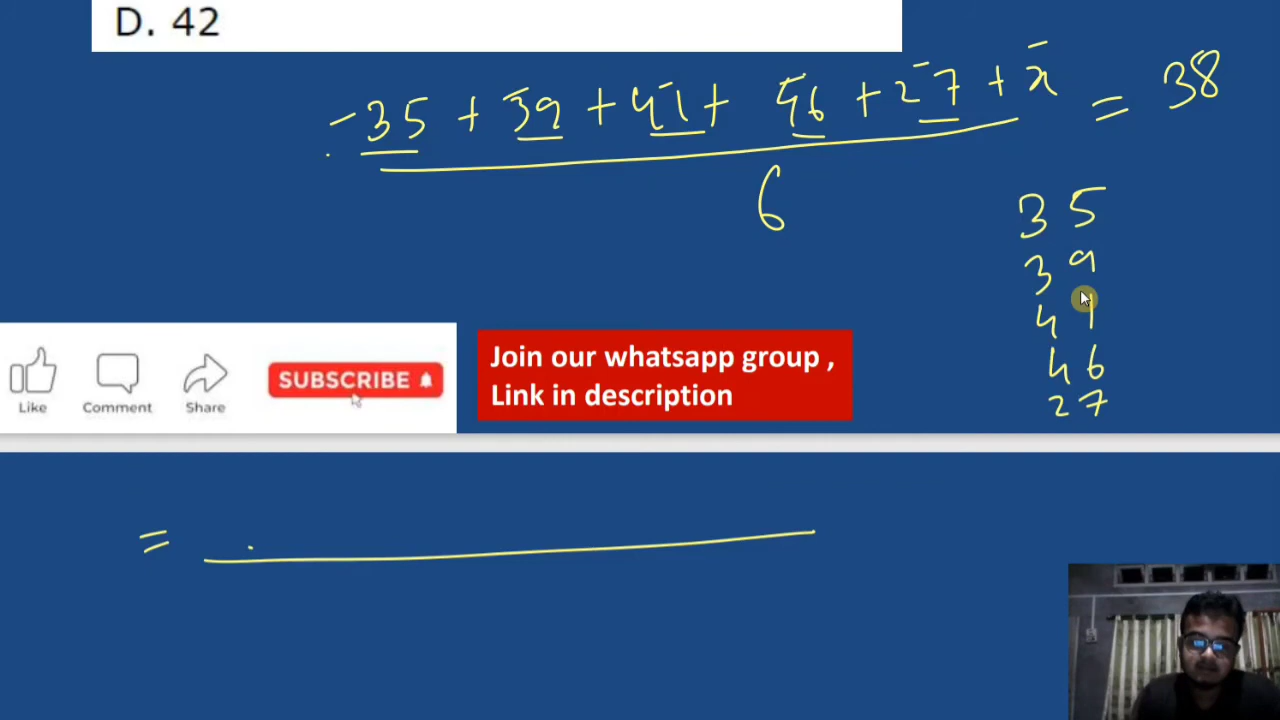 D. 42
35 + 39 + 41 + 46 + 27 + x = 38
6
35
39
41
46
27
Like
Comment
Share
SUBSCRIBE
Join our whatsapp group ,
Link in description
=